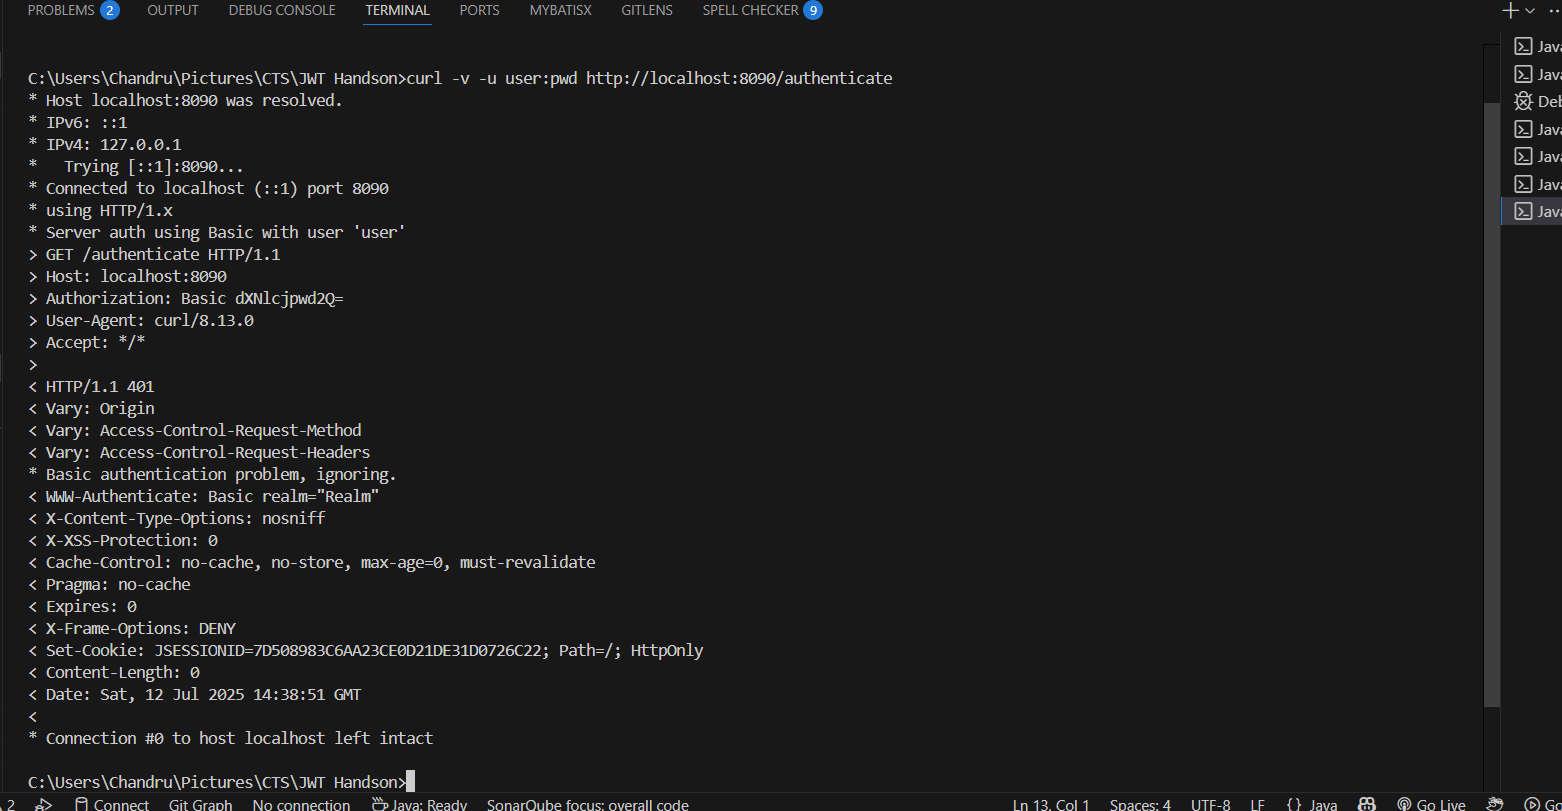 PROBLEMS 2 OUTPUT DEBUG CONSOLE TERMINAL PORTS MYBATISX GITLENS SPELL CHECKER 9
C:\Users\Chandru\Pictures\CTS\JWT Handson>curl -v -u user:pwd http://localhost:8090/authenticate
* Host localhost:8090 was resolved.
* IPv6: ::1
* IPv4: 127.0.0.1
*   Trying [::1]:8090...
* Connected to localhost (::1) port 8090
* using HTTP/1.x
* Server auth using Basic with user 'user'
> GET /authenticate HTTP/1.1
> Host: localhost:8090
> Authorization: Basic dXNlcjpwd2Q=
> User-Agent: curl/8.13.0
> Accept: */*
>
< HTTP/1.1 401
< Vary: Origin
< Vary: Access-Control-Request-Method
< Vary: Access-Control-Request-Headers
* Basic authentication problem, ignoring.
< WWW-Authenticate: Basic realm="Realm"
< X-Content-Type-Options: nosniff
< X-XSS-Protection: 0
< Cache-Control: no-cache, no-store, max-age=0, must-revalidate
< Pragma: no-cache
< Expires: 0
< X-Frame-Options: DENY
< Set-Cookie: JSESSIONID=7D508983C6AA23CE0D21DE31D0726C22; Path=/; HttpOnly
< Content-Length: 0
< Date: Sat, 12 Jul 2025 14:38:51 GMT
<
* Connection #0 to host localhost left intact
C:\Users\Chandru\Pictures\CTS\JWT Handson>
Java
Java
Deb
Java
Java
Java
Java
2 Connect Git Graph No connection Java: Ready SonarQube focus: overall code Ln 13, Col 1 Spaces: 4 UTF-8 LF {} Java Go Live Go